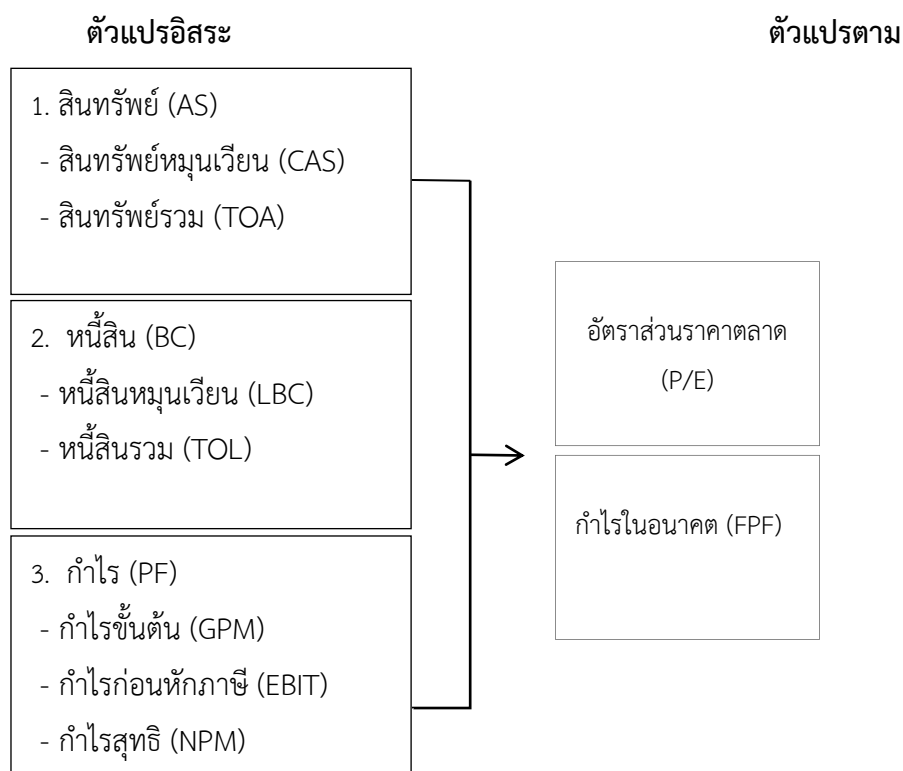 ตัวแปรอิสระ
ตัวแปรตาม
1. สินทรัพย์ (AS)
- สินทรัพย์หมุนเวียน (CAS)
- สินทรัพย์รวม (TOA)
2. หนี้สิน (BC)
- หนี้สินหมุนเวียน (LBC)
- หนี้สินรวม (TOL)
3. กำไร (PF)
- กำไรขั้นต้น (GPM)
- กำไรก่อนหักภาษี (EBIT)
- กำไรสุทธิ (NPM)
อัตราส่วนราคาตลาด
(P/E)
กำไรในอนาคต (FPF)